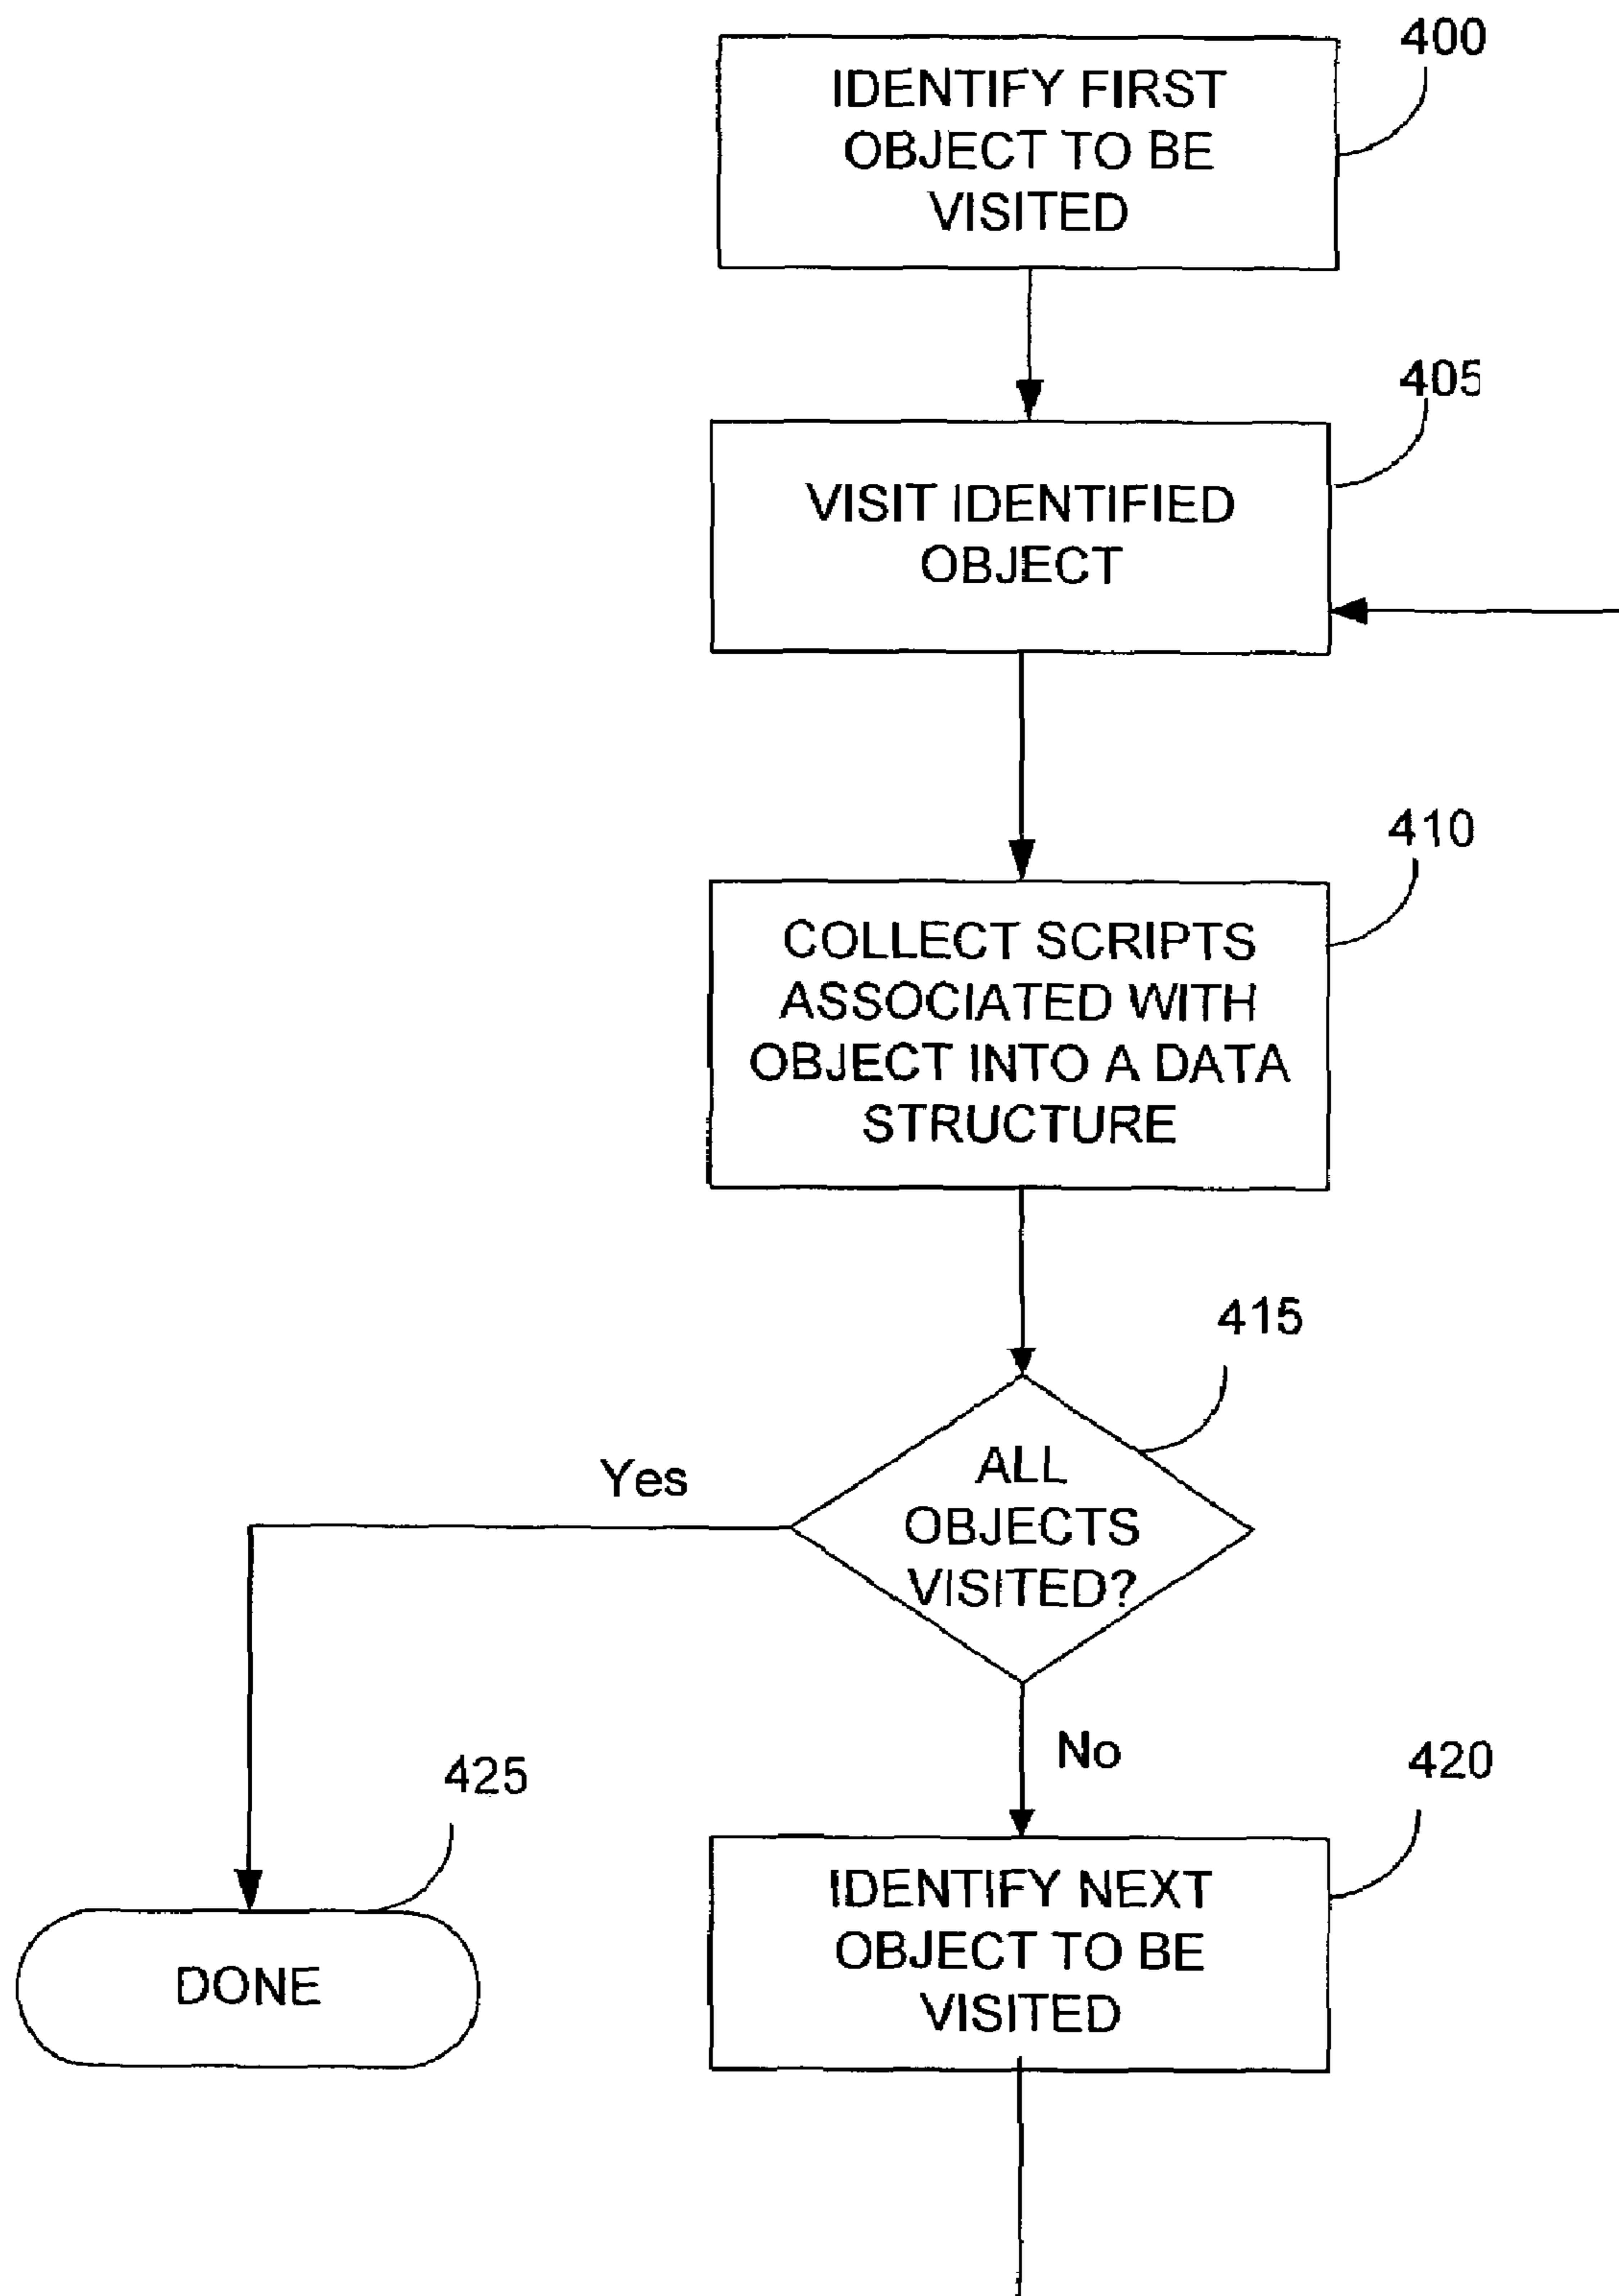 400
IDENTIFY FIRST
OBJECT TO BE
VISITED
405
VISIT IDENTIFIED
OBJECT
410
COLLECT SCRIPTS
ASSOCIATED WITH
OBJECT INTO A DATA
STRUCTURE
415
ALL
OBJECTS
VISITED?
Yes
No
425
DONE
420
IDENTIFY NEXT
OBJECT TO BE
VISITED